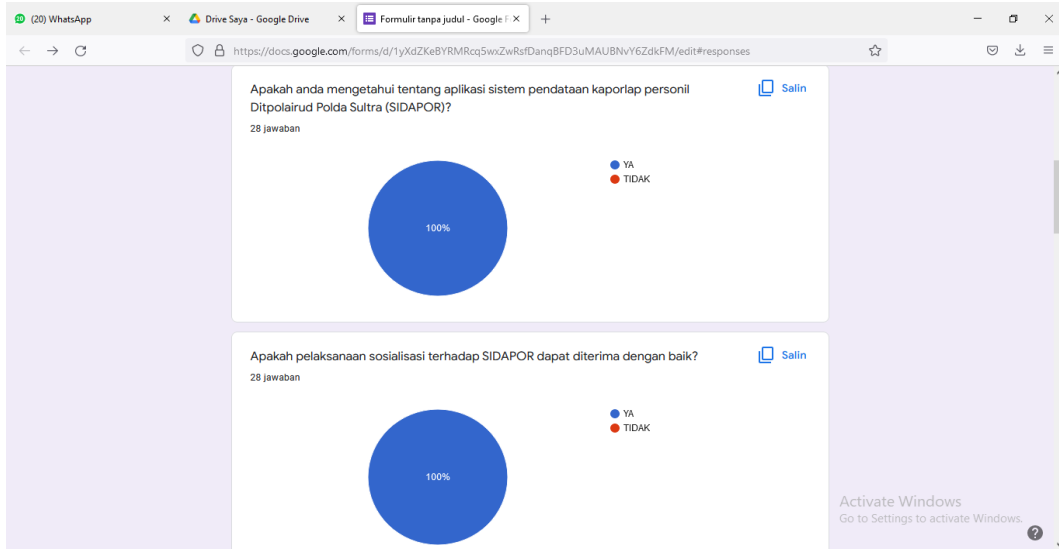 (20) WhatsApp
Drive Saya - Google Drive
Formulir tanpa judul - Google F
https://docs.google.com/forms/d/1yXdZKeBYRMRcq5wxZwRsfDanqBFD3uMAUBNvY6ZdkFM/edit#responses
Apakah anda mengetahui tentang aplikasi sistem pendataan kaporlap personil
Ditpolairud Polda Sultra (SIDAPOR)?
Salin
28 jawaban
YA
TIDAK
100%
Apakah pelaksanaan sosialisasi terhadap SIDAPOR dapat diterima dengan baik?
Salin
28 jawaban
YA
TIDAK
100%
Activate Windows
Go to Settings to activate Windows.